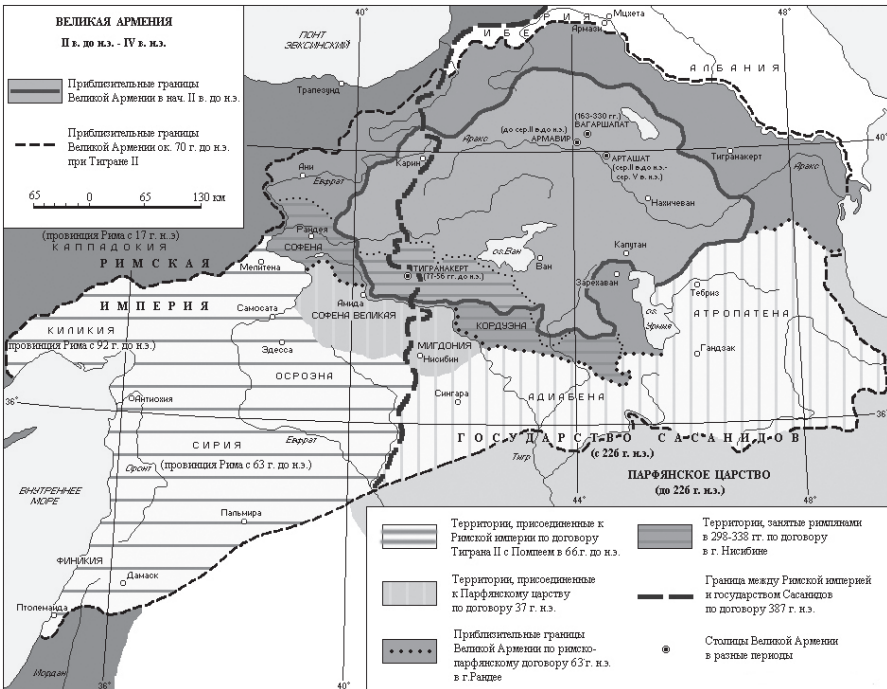 ВЕЛИКАЯ АРМЕНИЯ
II в. до н.э. - IV в. н.э.
Приблизительные границы
Великой Армении в нач. II в. до н.э.
Приблизительные границы
Великой Армении ок. 70 г. до н.э.
при Тигране II
65 0 65 130 км
40°
48°
ПОНТ
ЭВКСИНСКИЙ
ИБЕРИЯ
Мцхета
Армази
АЛБАНИЯ
Трапезунд
(163-330 гг.)
ВАГАРШАПАТ
(до сер.II в.до н.э.)
АРМАВИР
Аракс
40°
40°
Карин
АРТАШАТ
(сер.II в.до н.э.-
сер. V в. н.э.)
Тигранакерт
Аракс
Ани
Евфрат
Нахичеван
Рандея
СОФЕНА
(провинция Рима с 17 г. н.э.)
КАППАДОКИЯ
РИМСКАЯ
Мелитена
оз.Ван
Ван
Капутан
Зарехаван
ТИГРАНАКЕРТ
(77-56 гг. до н.э.)
Тебриз
оз.
Урмия
АТРОПАТЕНА
ИМПЕРИЯ
Амида
СОФЕНА ВЕЛИКАЯ
Самосата
КОРДУЭНА
КИЛИКИЯ
(провинция Рима с 92 г. до н.э.)
Эдесса
МИГДОНИЯ
Нисибин
Гандзак
ОСРОЭНА
Сингара
АДИАБЕНА
36°
36°
Антиохия
ГОСУДАРСТВО САСАНИДОВ
(с 226 г. н.э.)
СИРИЯ
Евфрат
(провинция Рима с 63 г. до н.э.)
Оронт
Тигр
ПАРФЯНСКОЕ ЦАРСТВО
(до 226 г. н.э.)
44°
48°
ВНУТРЕННЕЕ
МОРЕ
Пальмира
ФИНИКИЯ
Дамаск
Птолемаида
Иордан
36°
40°
Территории, присоединенные к
Римской империи по договору
Тиграна II с Помпеем в 66.г. до н.э.
Территории, присоединенные
к Парфянскому царству
по договору 37 г. н.э.
Приблизительные границы
Великой Армении по римско-
парфянскому договору 63 г. н.э.
в г.Рандее
Территории, занятые римлянами
в 298-338 гг. по договору
в г. Нисибине
Граница между Римской империей
и государством Сасанидов
по договору 387 г. н.э.
Столицы Великой Армении
в разные периоды